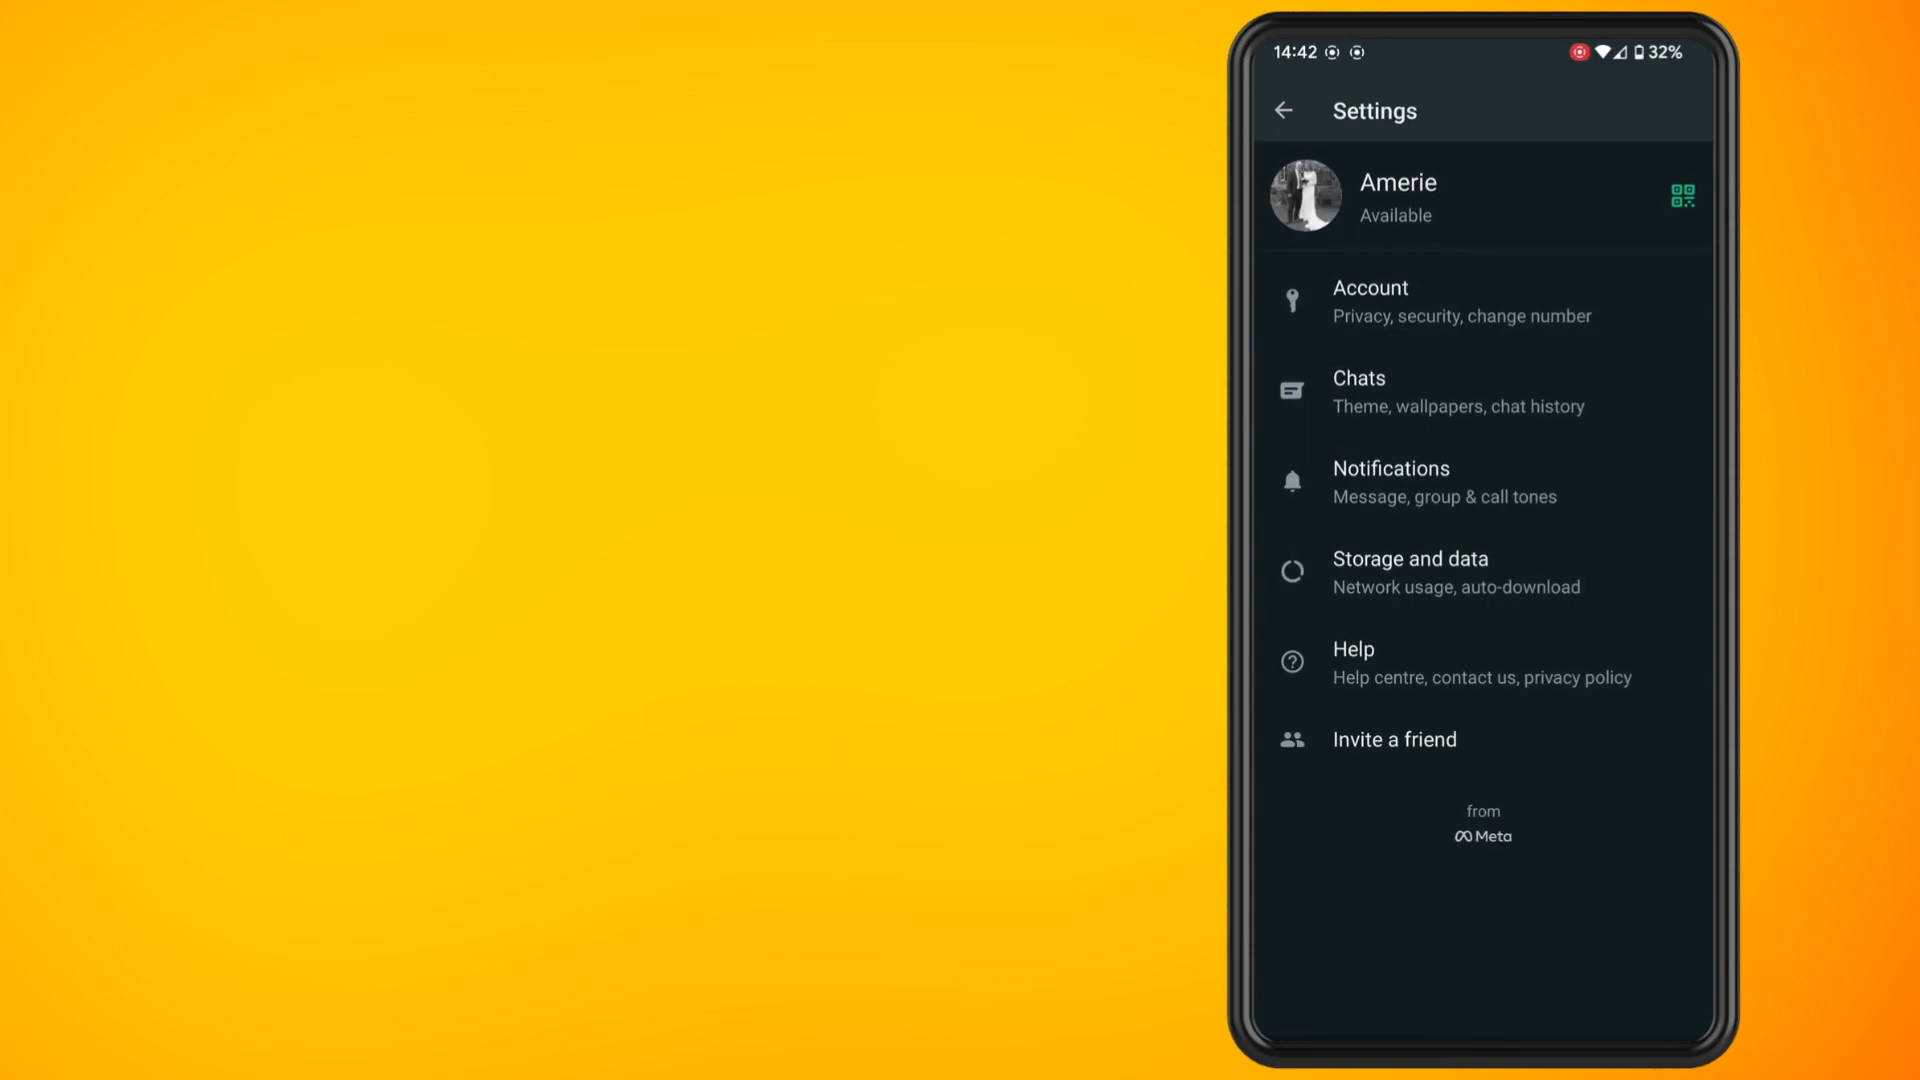 14:42 32%
Settings
Amerie
Available
Account
Privacy, security, change number
Chats
Theme, wallpapers, chat history
Notifications
Message, group & call tones
Storage and data
Network usage, auto-download
Help
Help centre, contact us, privacy policy
Invite a friend
from
Meta